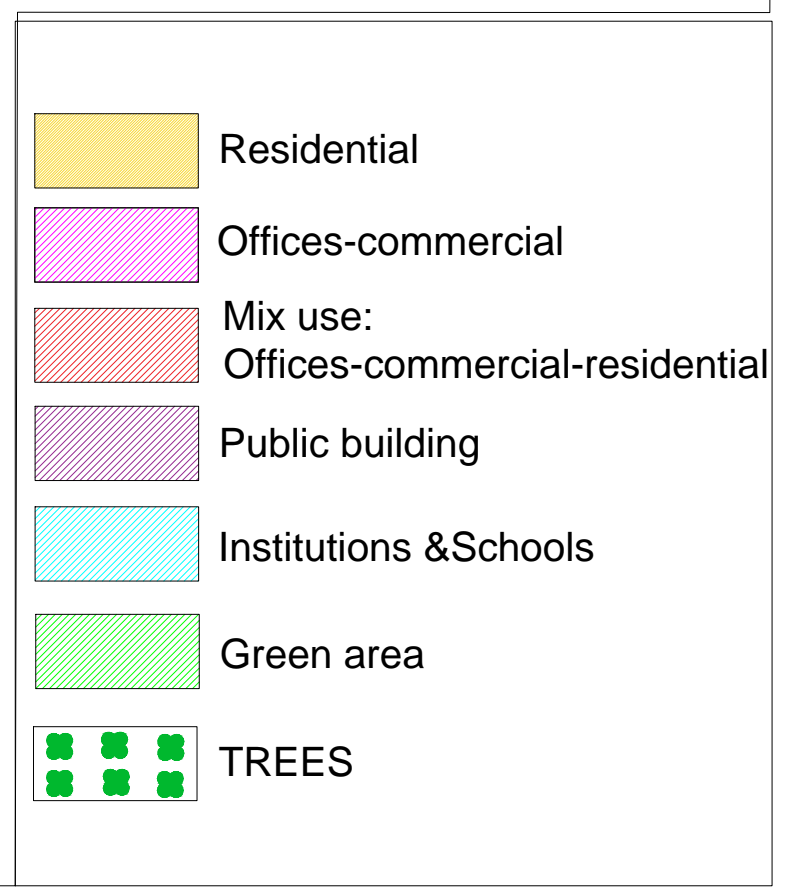 Residential
Offices-commercial
Mix use:
Offices-commercial-residential
Public building
Institutions &Schools
Green area
TREES